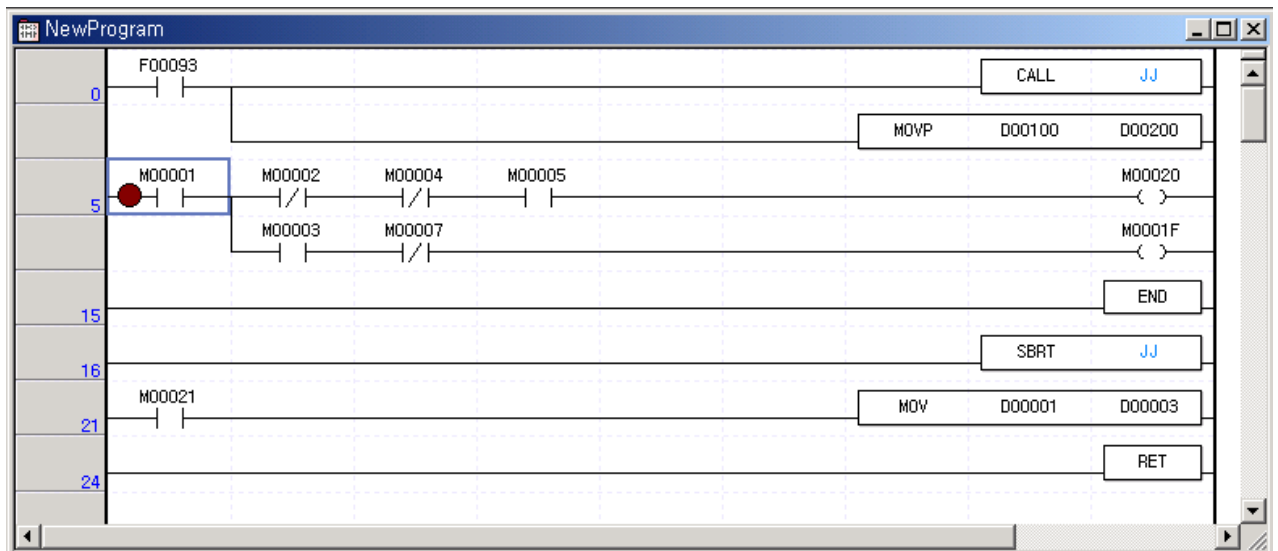 NewProgram
F00093
0
CALL JJ
MOVP D00100 D00200
M00001 M00002 M00004 M00005 M00020
5
M00003 M00007 M0001F
END
15
SBRT JJ
16
M00021
21
MOV D00001 D00003
RET
24